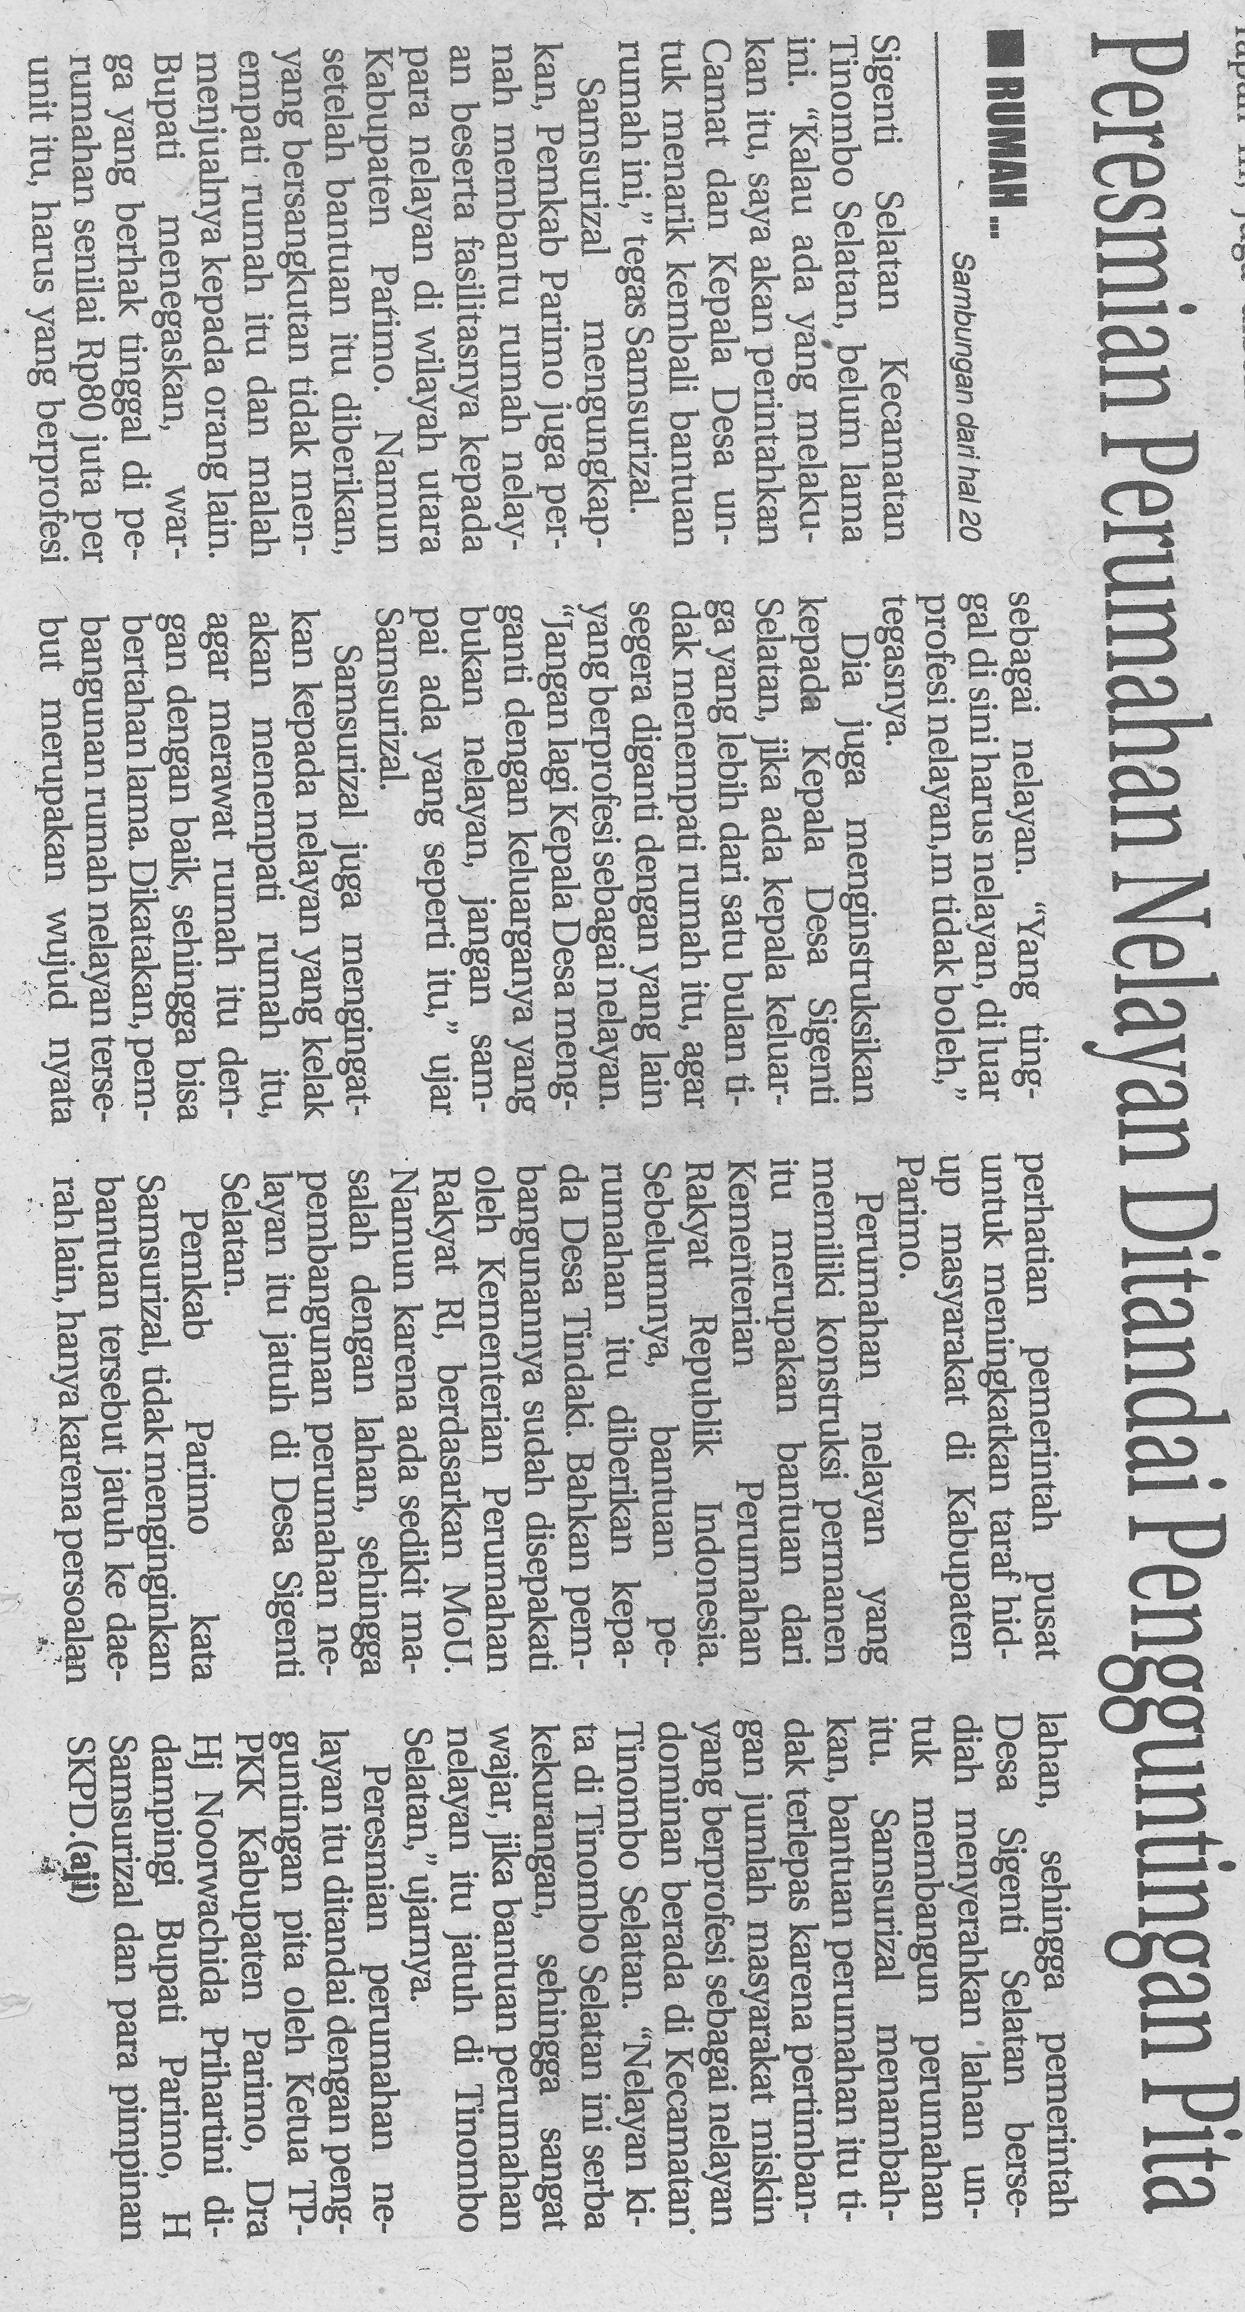 Peresmian Perumahan Nelayan Ditandai Pengguntingan Pita
RUMAH ...
Sambungan dari hal 20
Sigenti Selatan Kecamatan
Tinombo Selatan, belum lama
ini. “Kalau ada yang melaku-
kan itu, saya akan perintahkan
Camat dan Kepala Desa un-
tuk menarik kembali bantuan
rumah ini,” tegas Samsurizal.
Samsurizal mengungkap-
kan, Pemkab Parimo juga per-
nah membantu rumah nelay-
an beserta fasilitasnya kepada
para nelayan di wilayah utara
Kabupaten Parimo. Namun
setelah bantuan itu diberikan,
yang bersangkutan tidak men-
empati rumah itu dan malah
menjualnya kepada orang lain.
Bupati menegaskan, war-
ga yang berhak tinggal di pe-
rumahan senilai Rp80 juta per
unit itu, harus yang berprofesi
sebagai nelayan. “Yang ting-
gal di sini harus nelayan, di luar
profesi nelayan,m tidak boleh,”
tegasnya.
Dia juga menginstruksikan
kepada Kepala Desa Sigenti
Selatan, jika ada kepala keluar-
ga yang lebih dari satu bulan ti-
dak menempati rumah itu, agar
segera diganti dengan yang lain
yang berprofesi sebagai nelayan.
“Jangan lagi Kepala Desa meng-
ganti dengan keluarganya yang
bukan nelayan, jangan sam-
pai ada yang seperti itu,” ujar
Samsurizal.
Samsurizal juga mengingat-
kan kepada nelayan yang kelak
akan menempati rumah itu,
agar merawat rumah itu den-
gan dengan baik, sehingga bisa
bertahan lama. Dikatakan, pem-
bangunan rumah nelayan terse-
but merupakan wujud nyata
perhatian pemerintah pusat
untuk meningkatkan taraf hid-
up masyarakat di Kabupaten
Parimo.
Perumahan nelayan yang
memiliki konstruksi permanen
itu merupakan bantuan dari
Kementerian Perumahan
Rakyat Republik Indonesia.
Sebelumnya, bantuan pe-
rumahan itu diberikan kepa-
da Desa Tindaki. Bahkan pem-
bangunannya sudah disepakati
oleh Kementerian Perumahan
Rakyat RI, berdasarkan MoU.
Namun karena ada sedikit ma-
salah dengan lahan, sehingga
pembangunan perumahan ne-
layan itu jatuh di Desa Sigenti
Selatan.
Pemkab Parimo kata
Samsurizal, tidak menginginkan
bantuan tersebut jatuh ke dae-
rah lain, hanya karena persoalan
lahan, sehingga pemerintah
Desa Sigenti Selatan berse-
diah menyerahkan lahan un-
tuk membangun perumahan
itu. Samsurizal menambah-
kan, bantuan perumahan itu ti-
dak terlepas karena pertimban-
gan jumlah masyarakat miskin
yang berprofesi sebagai nelayan
dominan berada di Kecamatan
Tinombo Selatan. “Nelayan ki-
ta di Tinombo Selatan ini serba
kekurangan, sehingga sangat
wajar, jika bantuan perumahan
nelayan itu jatuh di Tinombo
Selatan,” ujarnya.
Peresmian perumahan ne-
layan itu ditandai dengan peng-
guntingan pita oleh Ketua TP-
PKK Kabupaten Parimo, Dra
Hj Noorwachida Prihartini di-
dampingi Bupati Parimo, H
Samsurizal dan para pimpinan
SKPD.(aji)